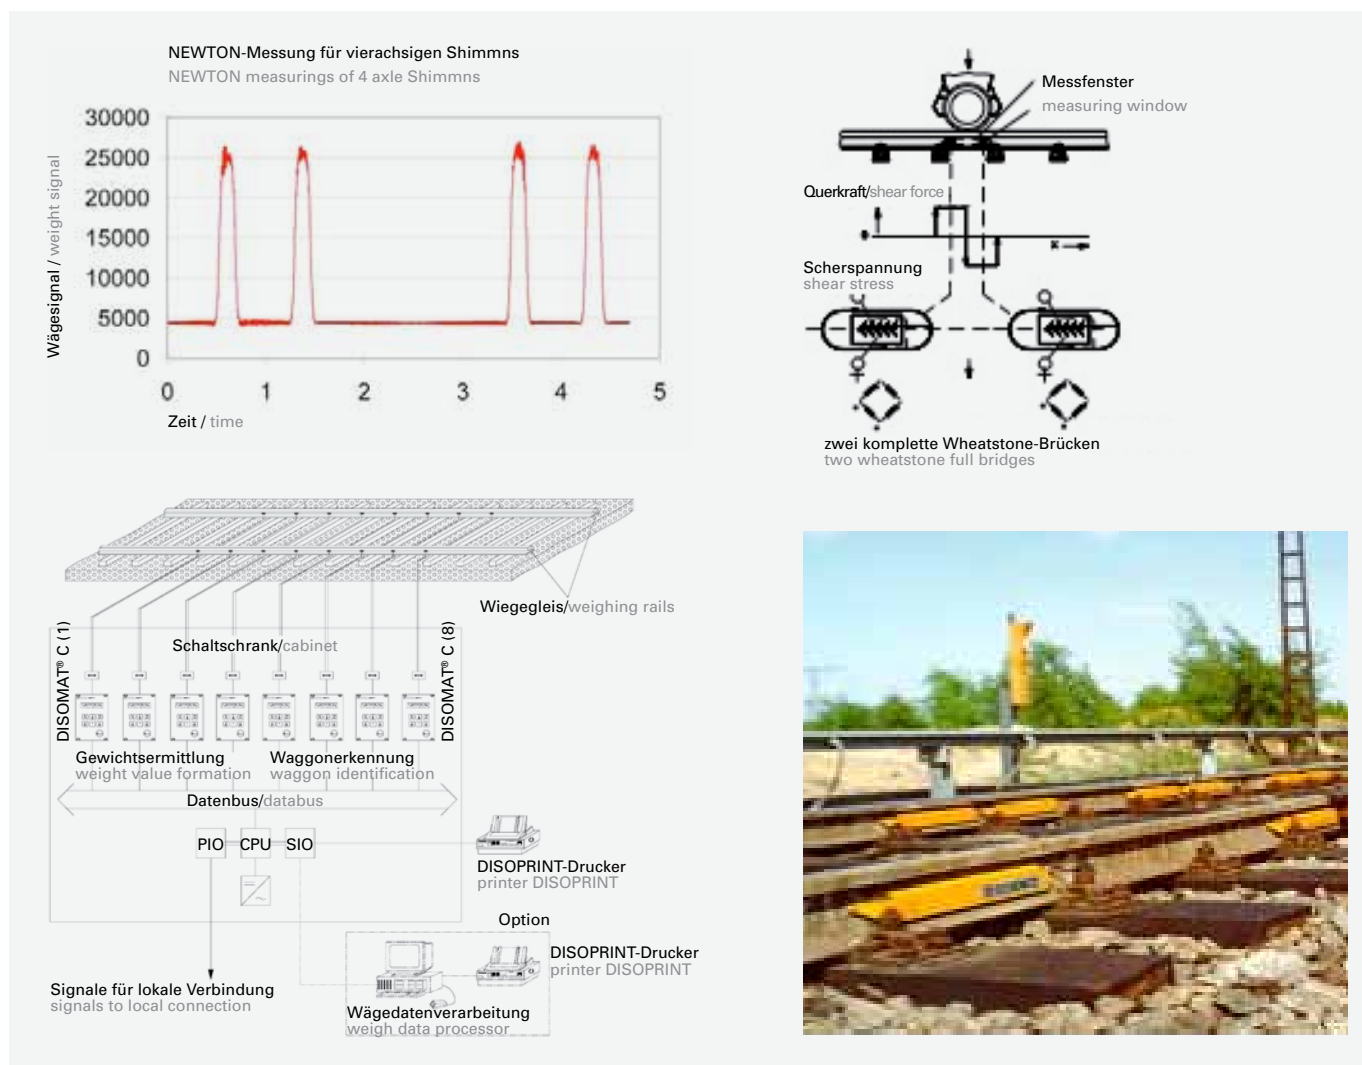 NEWTON-Messung für vierachsigen Shimmns
NEWTON measurings of 4 axle Shimmns
30000
25000
20000
15000
10000
5000
0
Wägesignal / weight signal
0 1 2 3 4 5
Zeit / time
Messfenster
measuring window
Querkraft/shear force
x
Scherspannung
shear stress
zwei komplette Wheatstone-Brücken
two wheatstone full bridges
Wiegegleis/weighing rails
Schaltschrank/cabinet
DISOMAT® C (1)
DISOMAT® C (8)
Gewichtsermittlung
weight value formation
Waggonerkennung
waggon identification
Datenbus/databus
PIO CPU SIO
DISOPRINT-Drucker
printer DISOPRINT
Option
DISOPRINT-Drucker
printer DISOPRINT
Signale für lokale Verbindung
signals to local connection
Wägedatenverarbeitung
weigh data processor